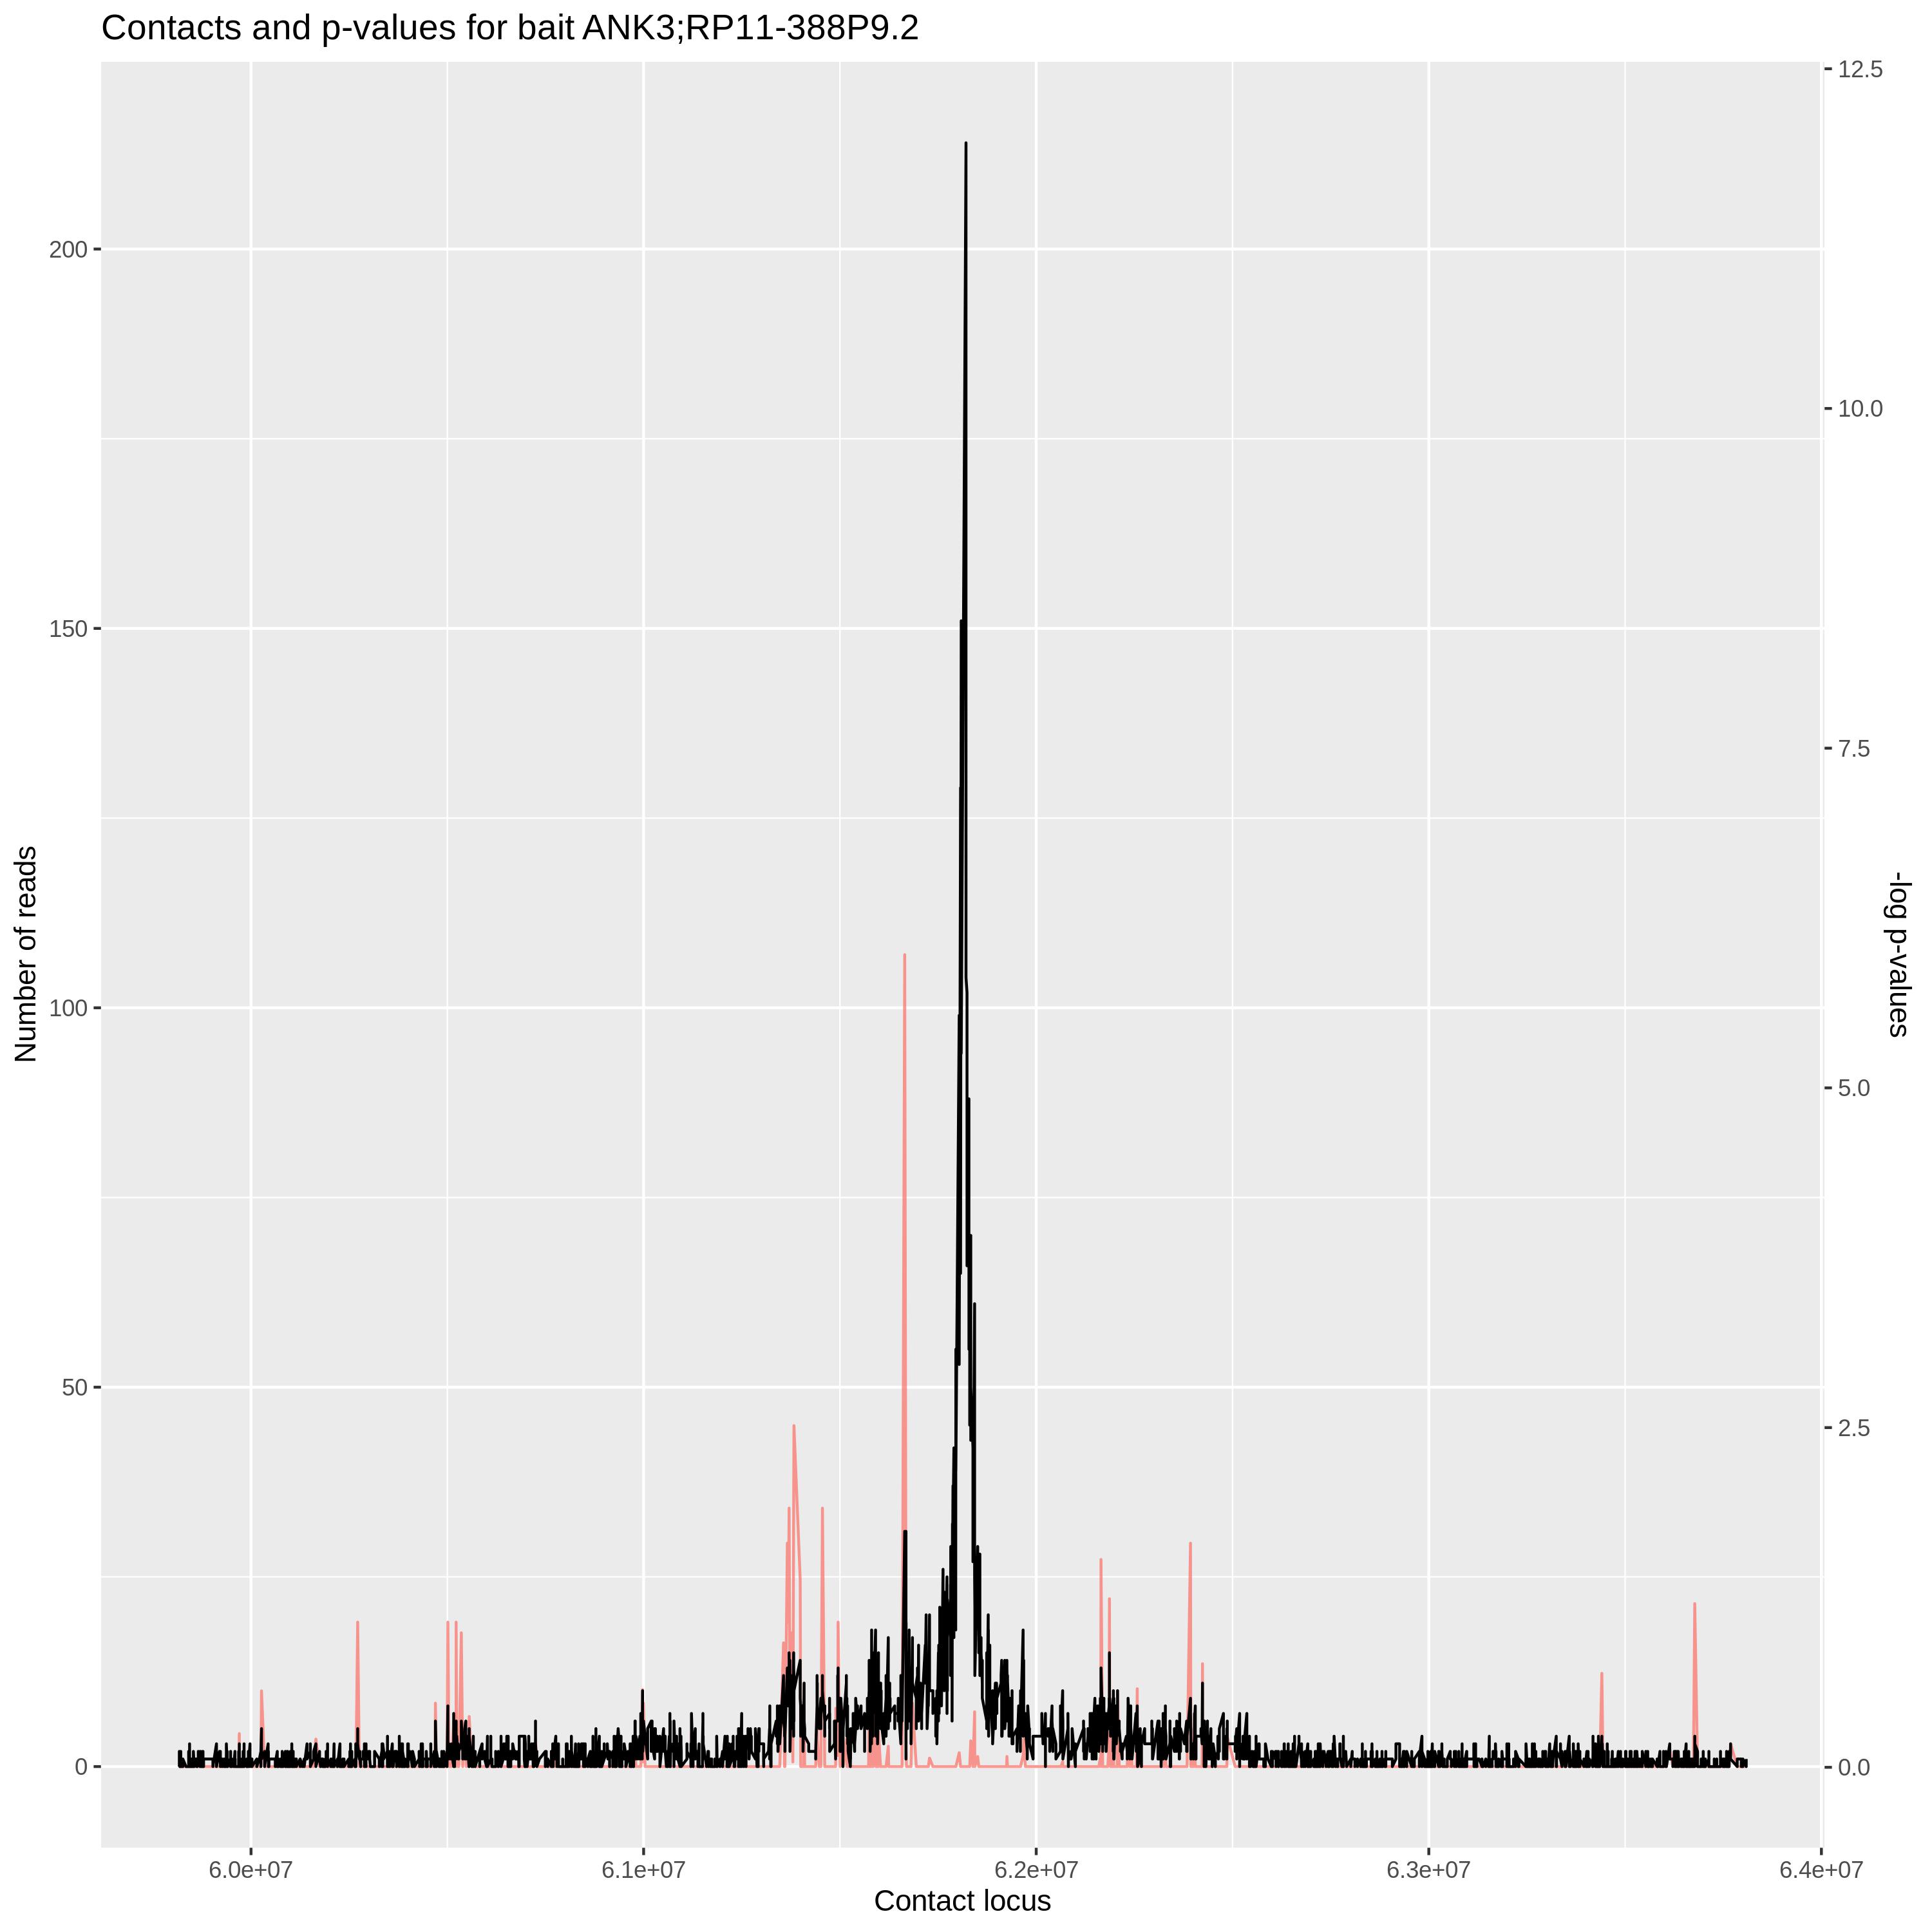 Contacts and p-values for bait ANK3;RP11-388P9.2
12.5
200
10.0
150
7.5
Number of reads
-log p-values
100
5.0
50
2.5
0
0.0
6.0e+07 6.1e+07 6.2e+07 6.3e+07 6.4e+07
Contact locus